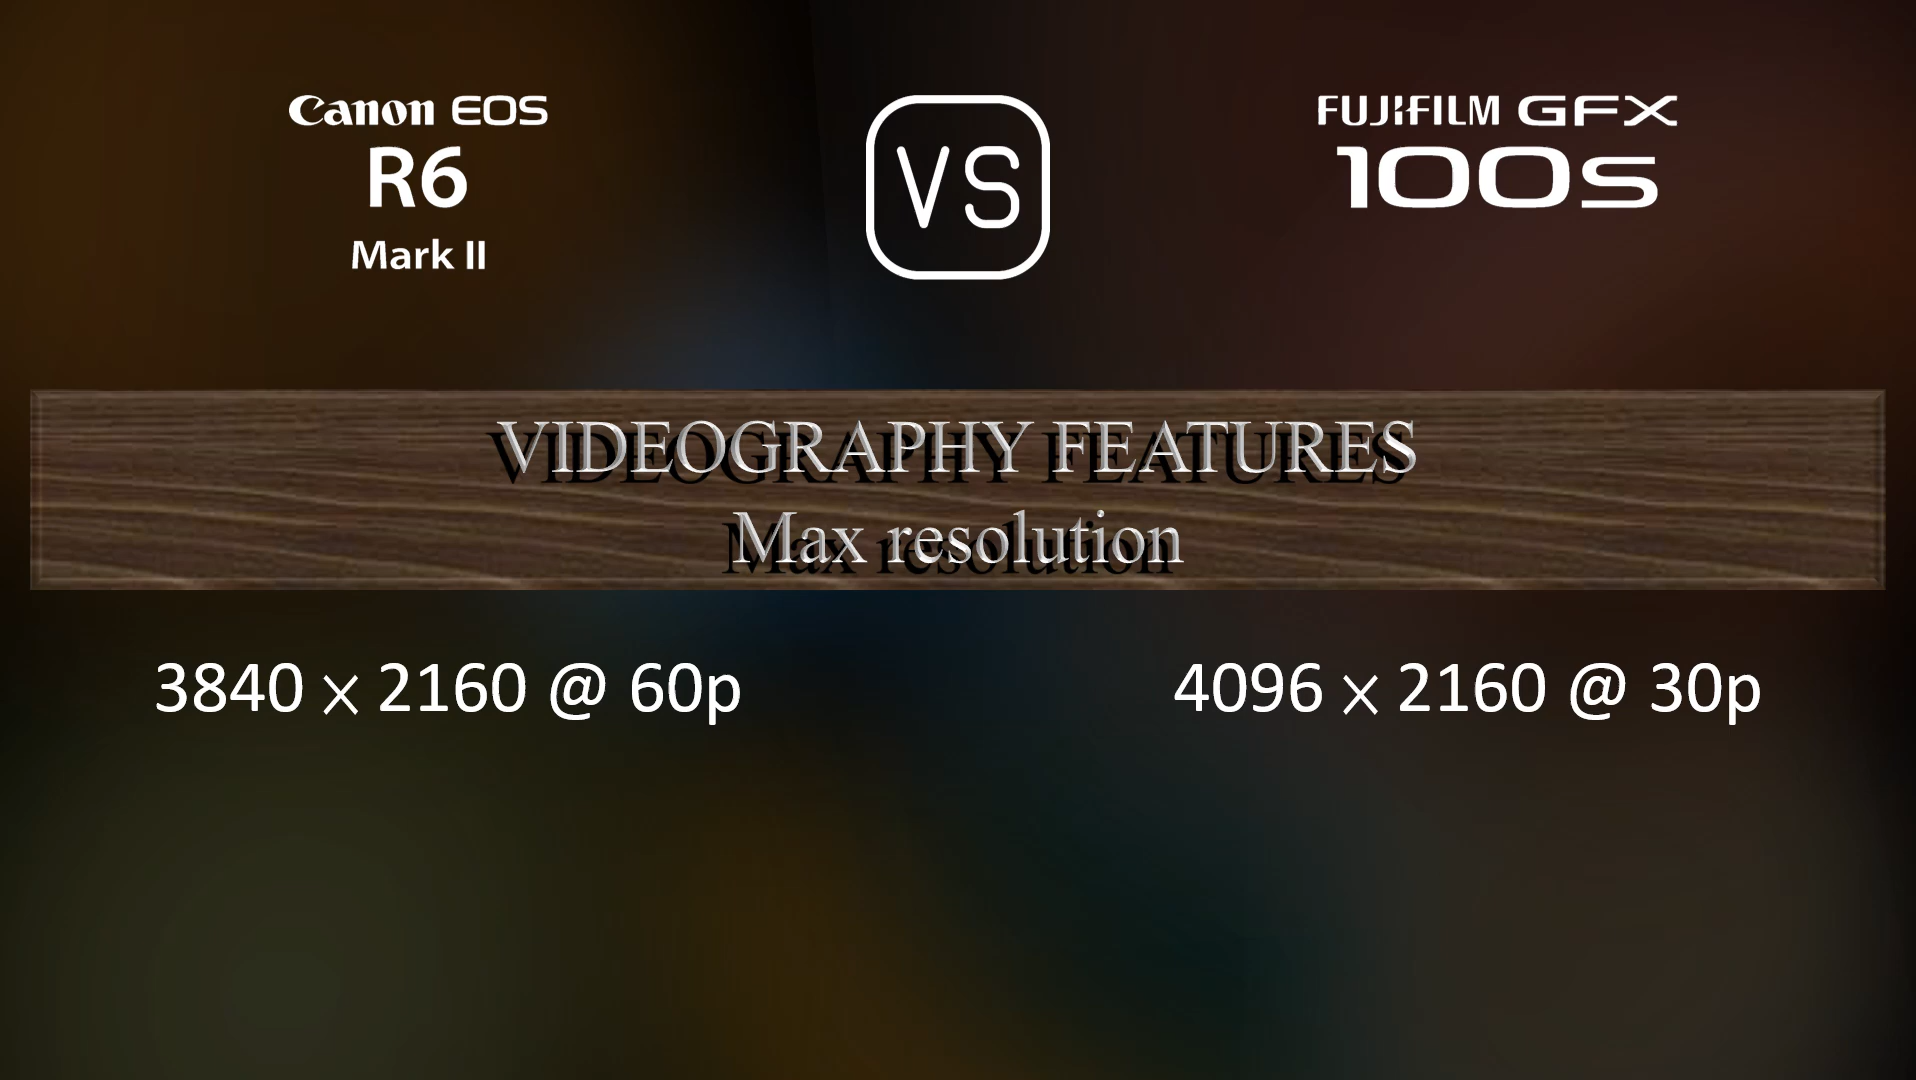 Canon EOS
R6
Mark II
VS
FUJIFILM GFX
100S
VIDEOGRAPHY FEATURES
Max resolution
3840 x 2160 @ 60p
4096 x 2160 @ 30p